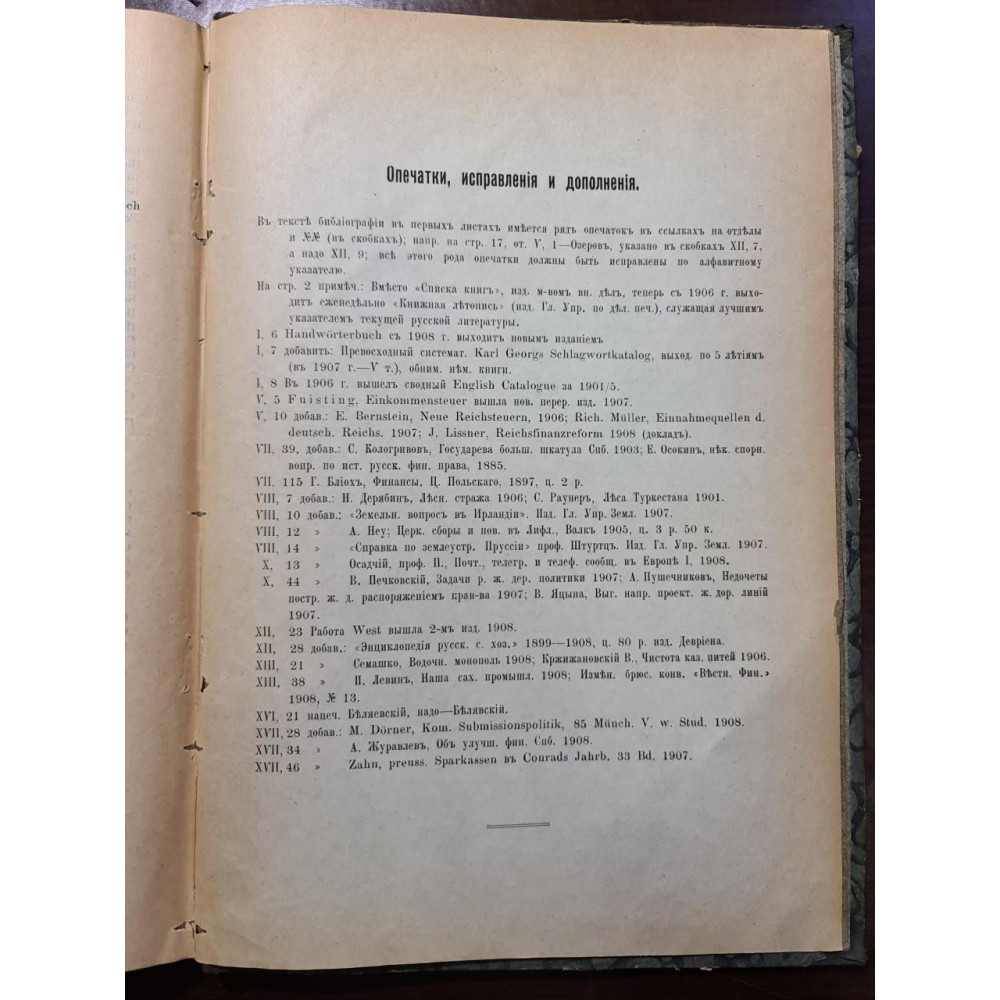 ch
Опечатки, исправленія и дополненія.
Въ текстѣ библіографіи въ первыхъ листахъ имѣется рядъ опечатокъ въ ссылкахъ на отдѣлы
и №№ (въ скобкахъ); напр. на стр. 17, от. V, 1—Озеровъ, указано въ скобкахъ XII, 7,
а надо XII, 9; всѣ этого рода опечатки должны быть исправлены по алфавитному
указателю.
На стр. 2 примѣч.: Вмѣсто «Списка книгъ», изд. м-вомъ вн. дѣл., теперь съ 1906 г. выхо-
дитъ еженедѣльно «Книжная лѣтопись» (изд. Гл. Упр. по дѣл. печ.), служащая лучшимъ
указателемъ текущей русской литературы.
I, 6 Handwörterbuch съ 1908 г. выходитъ новымъ изданіемъ
I, 7 добавить: Превосходный системат. Karl Georgs Schlagwortkatalog, выход. по 5 лѣтіямъ
(въ 1907 г.—V т.), обним. нѣм. книги.
I, 8 Въ 1906 г. вышелъ сводный English Catalogue за 1901/5.
V, 5 Fuisting, Einkommensteuer вышла нов. перер. изд. 1907.
V, 10 добав.: E. Bernstein, Neue Reichsteuern, 1906; Rich. Müller, Einnahmequellen d.
deutsch. Reichs. 1907; J. Lissner, Reichsfinanzreform 1908 (докладъ).
VII, 39, добав.: С. Кологривовъ, Государева больш. шкатула Спб. 1903; Е. Осокинъ, нѣк. спорн.
вопр. по ист. русск. фин. права, 1885.
VII, 115 Г. Бліохъ, Финансы, Ц. Польскаго, 1897, ц. 2 р.
VIII, 7 добав.: Н. Дерябинъ, Лѣсн. стража 1906; С. Раунеръ, Лѣса Туркестана 1901.
VIII, 10 добав.: «Земельн. вопросъ въ Ирландіи». Изд. Гл. Упр. Земл. 1907.
VIII, 12 » А. Неу; Церк. сборы и пов. въ Лифл., Валкъ 1905, ц. 3 р. 50 к.
VIII, 14 » «Справка по землеустр. Пруссіи» проф. Штуртцъ. Изд. Гл. Упр. Земл. 1907.
X, 13 » Осадчій, проф. П., Почт., телегр. и телеф. сообщ. въ Европѣ I, 1908.
X, 44 » В. Печковскій, Задачи р. ж. дер. политики 1907; А. Пушечниковъ, Недочеты
постр. ж. д. распоряженіемъ прав-ва 1907; В. Яцына, Выг. напр. проект. ж. дор. линій
1907.
XII, 23 Работа West вышла 2-мъ изд. 1908.
XII, 28 добав.: «Энциклопедія русск. с. хоз.» 1899—1908, ц. 80 р. изд. Девріена.
XIII, 21 » Семашко, Водочн. монополь 1908; Кржижановскій В., Чистота каз. питей 1906.
XIII, 38 » П. Левинъ, Наша сах. промышл. 1908; Измѣн. брюс. конв. «Вѣстн. Фин.»
1908, № 13.
XVI, 21 напеч. Бѣляевскій, надо—Бѣлявскій.
XVII, 28 добав.: M. Dörner, Kom. Submissionspolitik, 85 Münch. V. w. Stud. 1908.
XVII, 34 » А. Журавлевъ, Объ улучш. фин. Спб. 1908.
XVII, 46 » Zahn, preuss. Sparkassen въ Conrads Jahrb, 33 Bd. 1907.